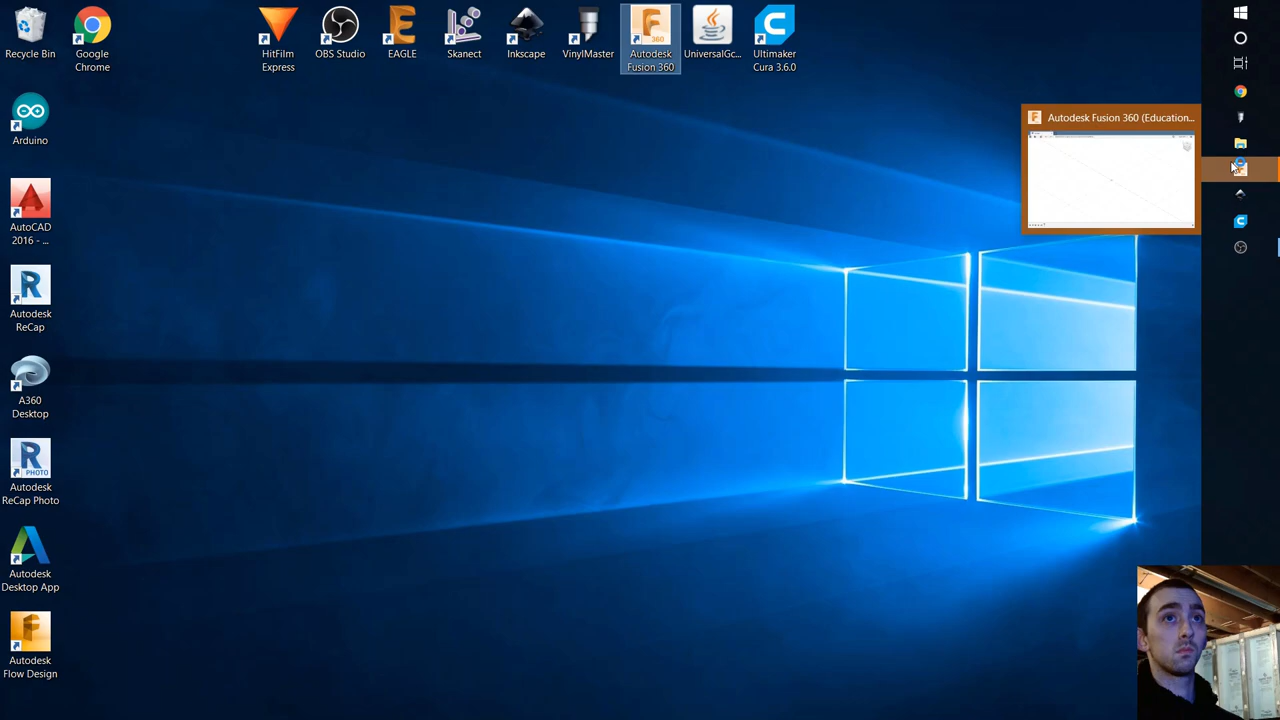 Recycle Bin
Google
Chrome
HitFilm
Express
OBS Studio
EAGLE
Skanect
Inkscape
VinylMaster
Autodesk
Fusion 360
UniversalGc...
Ultimaker
Cura 3.6.0
360
Autodesk Fusion 360 (Education...
Arduino
AutoCAD
2016 - ...
Autodesk
ReCap
A360
Desktop
PHOTO
Autodesk
ReCap Photo
Autodesk
Desktop App
Autodesk
Flow Design